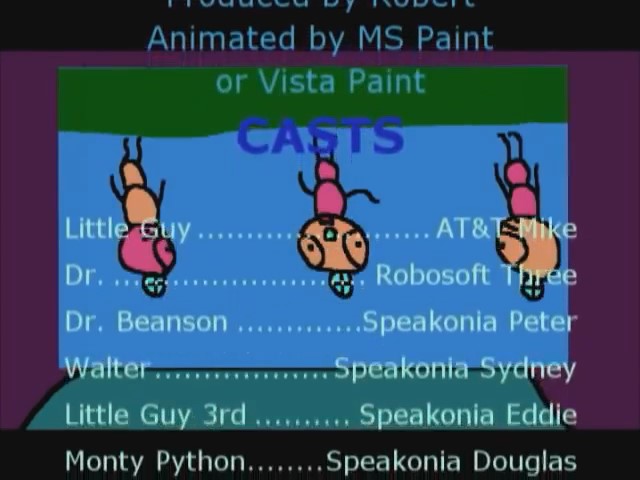 Produced by Robert
Animated by MS Paint
or Vista Paint
CASTS
Little Guy........................ AT&T Mike
Dr. ........................... Robosoft Three
Dr. Beanson .............Speakonia Peter
Walter..................Speakonia Sydney
Little Guy 3rd .......... Speakonia Eddie
Monty Python........Speakonia Douglas